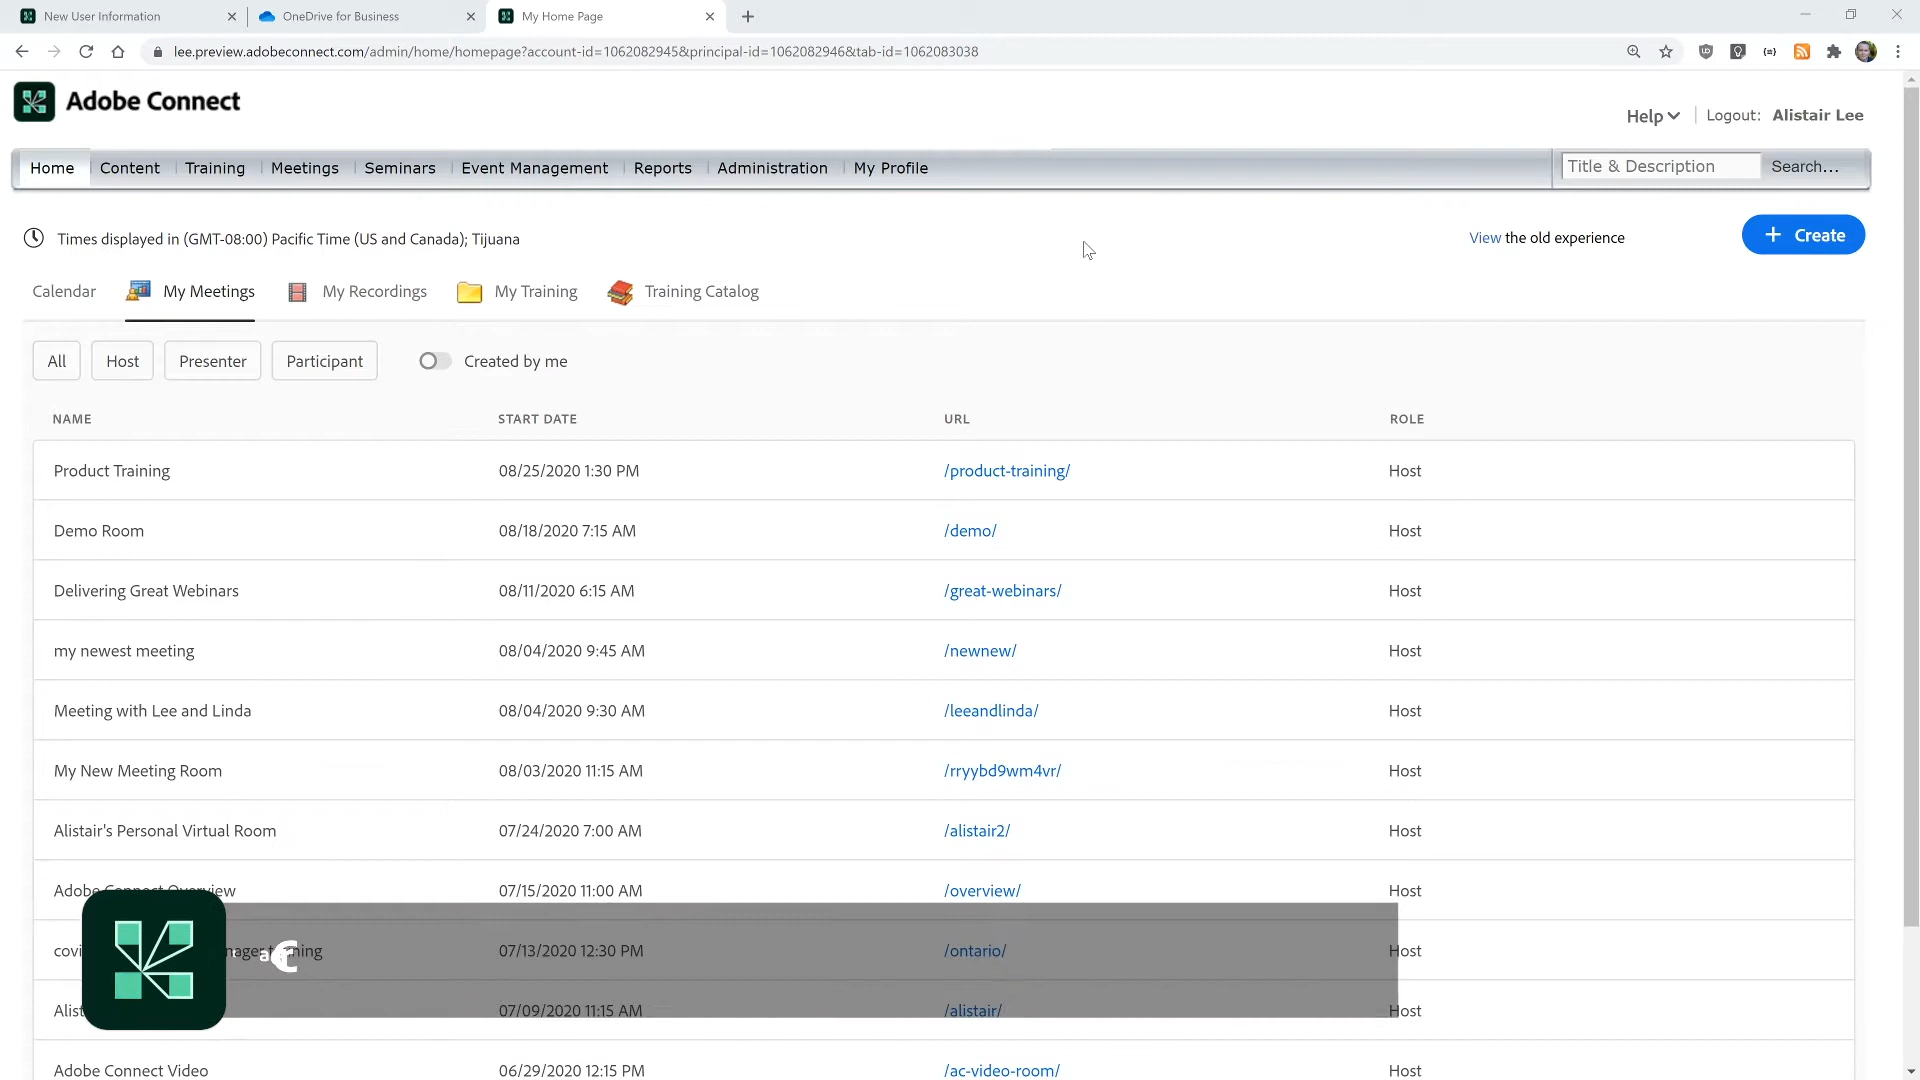 New User Information
OneDrive for Business
My Home Page
lee.preview.adobeconnect.com/admin/home/homepage?account-id=1062082945&principal-id=1062082946&tab-id=1062083038
Adobe Connect
Help
Logout: Alistair Lee
Home Content Training Meetings Seminars Event Management Reports Administration My Profile
Title & Description Search...
Times displayed in (GMT-08:00) Pacific Time (US and Canada); Tijuana
View the old experience
+ Create
Calendar My Meetings My Recordings My Training Training Catalog
All Host Presenter Participant Created by me
NAME START DATE URL ROLE
Product Training 08/25/2020 1:30 PM /product-training/ Host
Demo Room 08/18/2020 7:15 AM /demo/ Host
Delivering Great Webinars 08/11/2020 6:15 AM /great-webinars/ Host
my newest meeting 08/04/2020 9:45 AM /newnew/ Host
Meeting with Lee and Linda 08/04/2020 9:30 AM /leeandlinda/ Host
My New Meeting Room 08/03/2020 11:15 AM /rryybd9wm4vr/ Host
Alistair's Personal Virtual Room 07/24/2020 7:00 AM /alistair2/ Host
Adobe Connect Overview 07/15/2020 11:00 AM /overview/ Host
07/13/2020 12:30 PM /ontario/ Host
07/09/2020 11:15 AM /alistair/ Host
Adobe Connect Video 06/29/2020 12:15 PM /ac-video-room/ Host